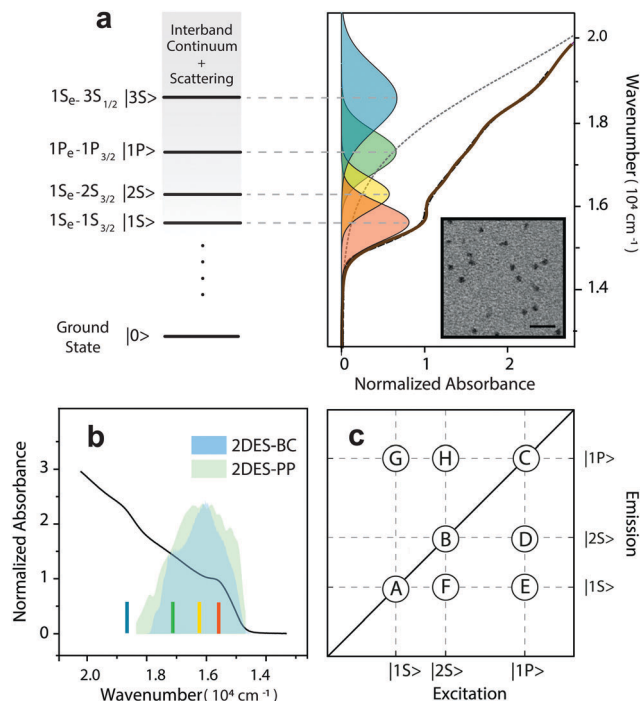 a
Interband
Continuum
+
Scattering
1Sₑ- 3S₁/₂ |3S>
1Pₑ-1P₃/₂ |1P>
1Sₑ-2S₃/₂ |2S>
1Sₑ-1S₃/₂ |1S>
Ground
State
|0>
2.0
1.8
1.6
1.4
Wavenumber (10⁴ cm⁻¹)
0
1
2
Normalized Absorbance
b
2DES-BC
2DES-PP
3
2
1
0
Normalized Absorbance
2.0
1.8
1.6
1.4
Wavenumber( 10⁴ cm⁻¹)
c
G
H
C
B
D
A
F
E
|1P>
|2S>
|1S>
Emission
|1S>
|2S>
|1P>
Excitation